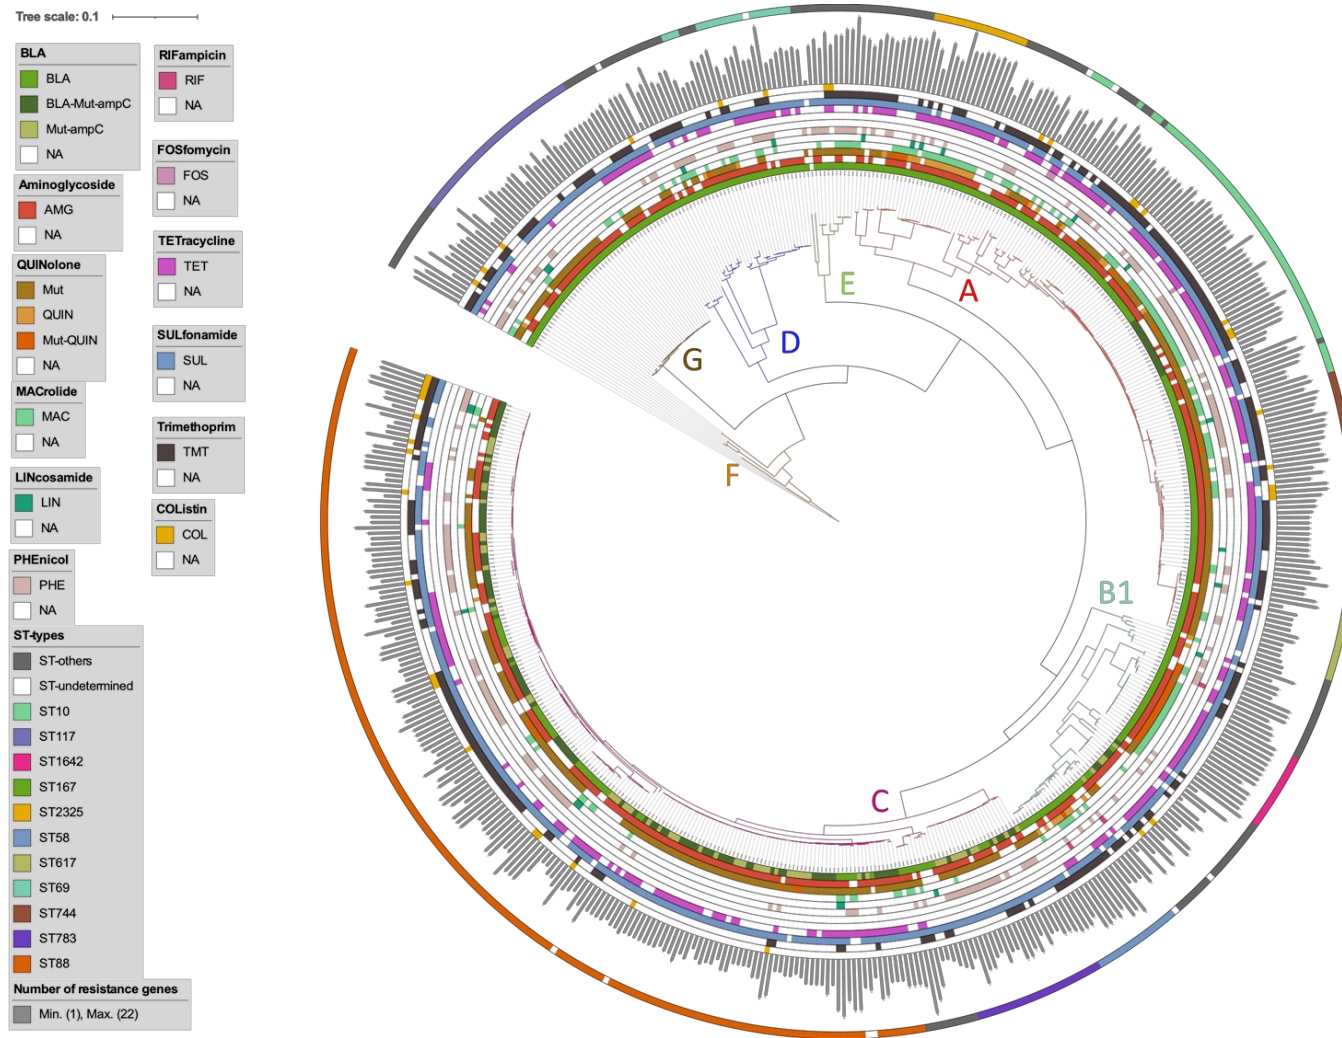 Tree scale: 0.1
BLA
BLA
BLA-Mut-ampC
Mut-ampC
NA
Aminoglycoside
AMG
NA
QUINolone
Mut
QUIN
Mut-QUIN
NA
MACrolide
MAC
NA
LINcosamide
LIN
NA
PHEnicol
PHE
NA
ST-types
ST-others
ST-undetermined
ST10
ST117
ST1642
ST167
ST2325
ST58
ST617
ST69
ST744
ST783
ST88
Number of resistance genes
Min. (1), Max. (22)
RIFampicin
RIF
NA
FOSfomycin
FOS
NA
TETracycline
TET
NA
SULfonamide
SUL
NA
Trimethoprim
TMT
NA
COListin
COL
NA
E
A
D
G
F
B1
C